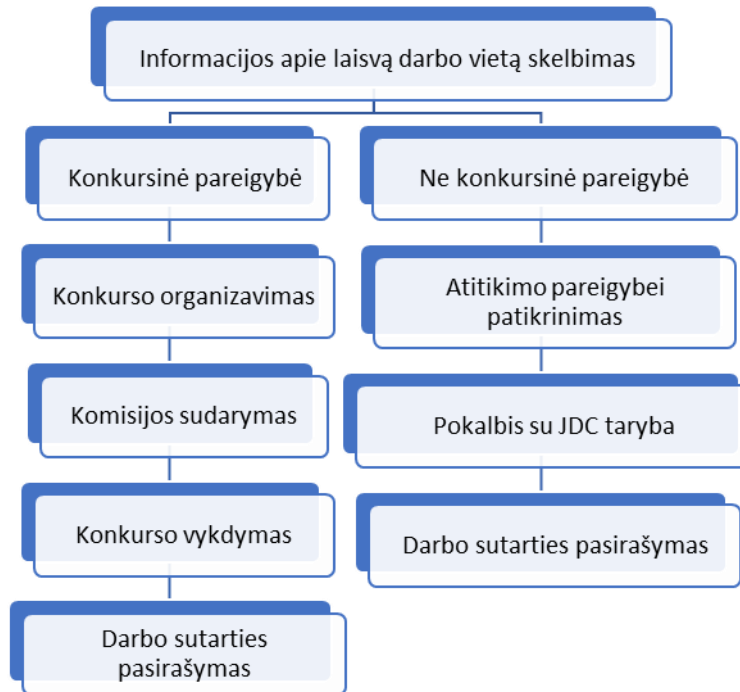 Informacijos apie laisvą darbo vietą skelbimas
Konkursinė pareigybė
Konkurso organizavimas
Komisijos sudarymas
Konkurso vykdymas
Darbo sutarties
pasirašymas
Ne konkursinė pareigybė
Atitikimo pareigybei
patikrinimas
Pokalbis su JDC taryba
Darbo sutarties pasirašymas